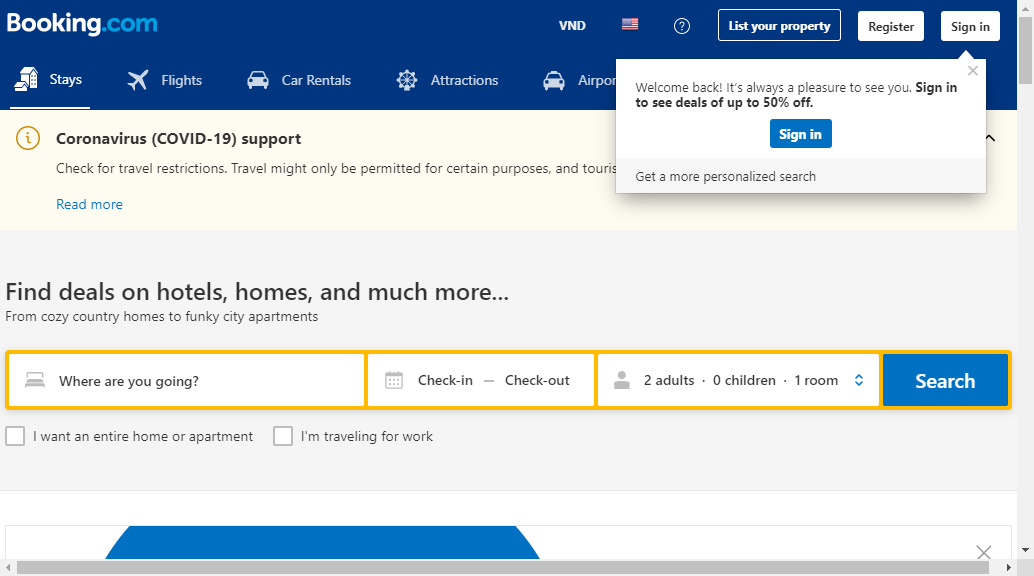 Booking.com
VND
List your property
Register
Sign in
Stays
Flights
Car Rentals
Attractions
Welcome back! It's always a pleasure to see you. Sign in
to see deals of up to 50% off.
Sign in
Get a more personalized search
Coronavirus (COVID-19) support
Check for travel restrictions. Travel might only be permitted for certain purposes, and
Read more
Find deals on hotels, homes, and much more...
From cozy country homes to funky city apartments
Where are you going?
Check-in — Check-out
2 adults · 0 children · 1 room
Search
I want an entire home or apartment
I'm traveling for work